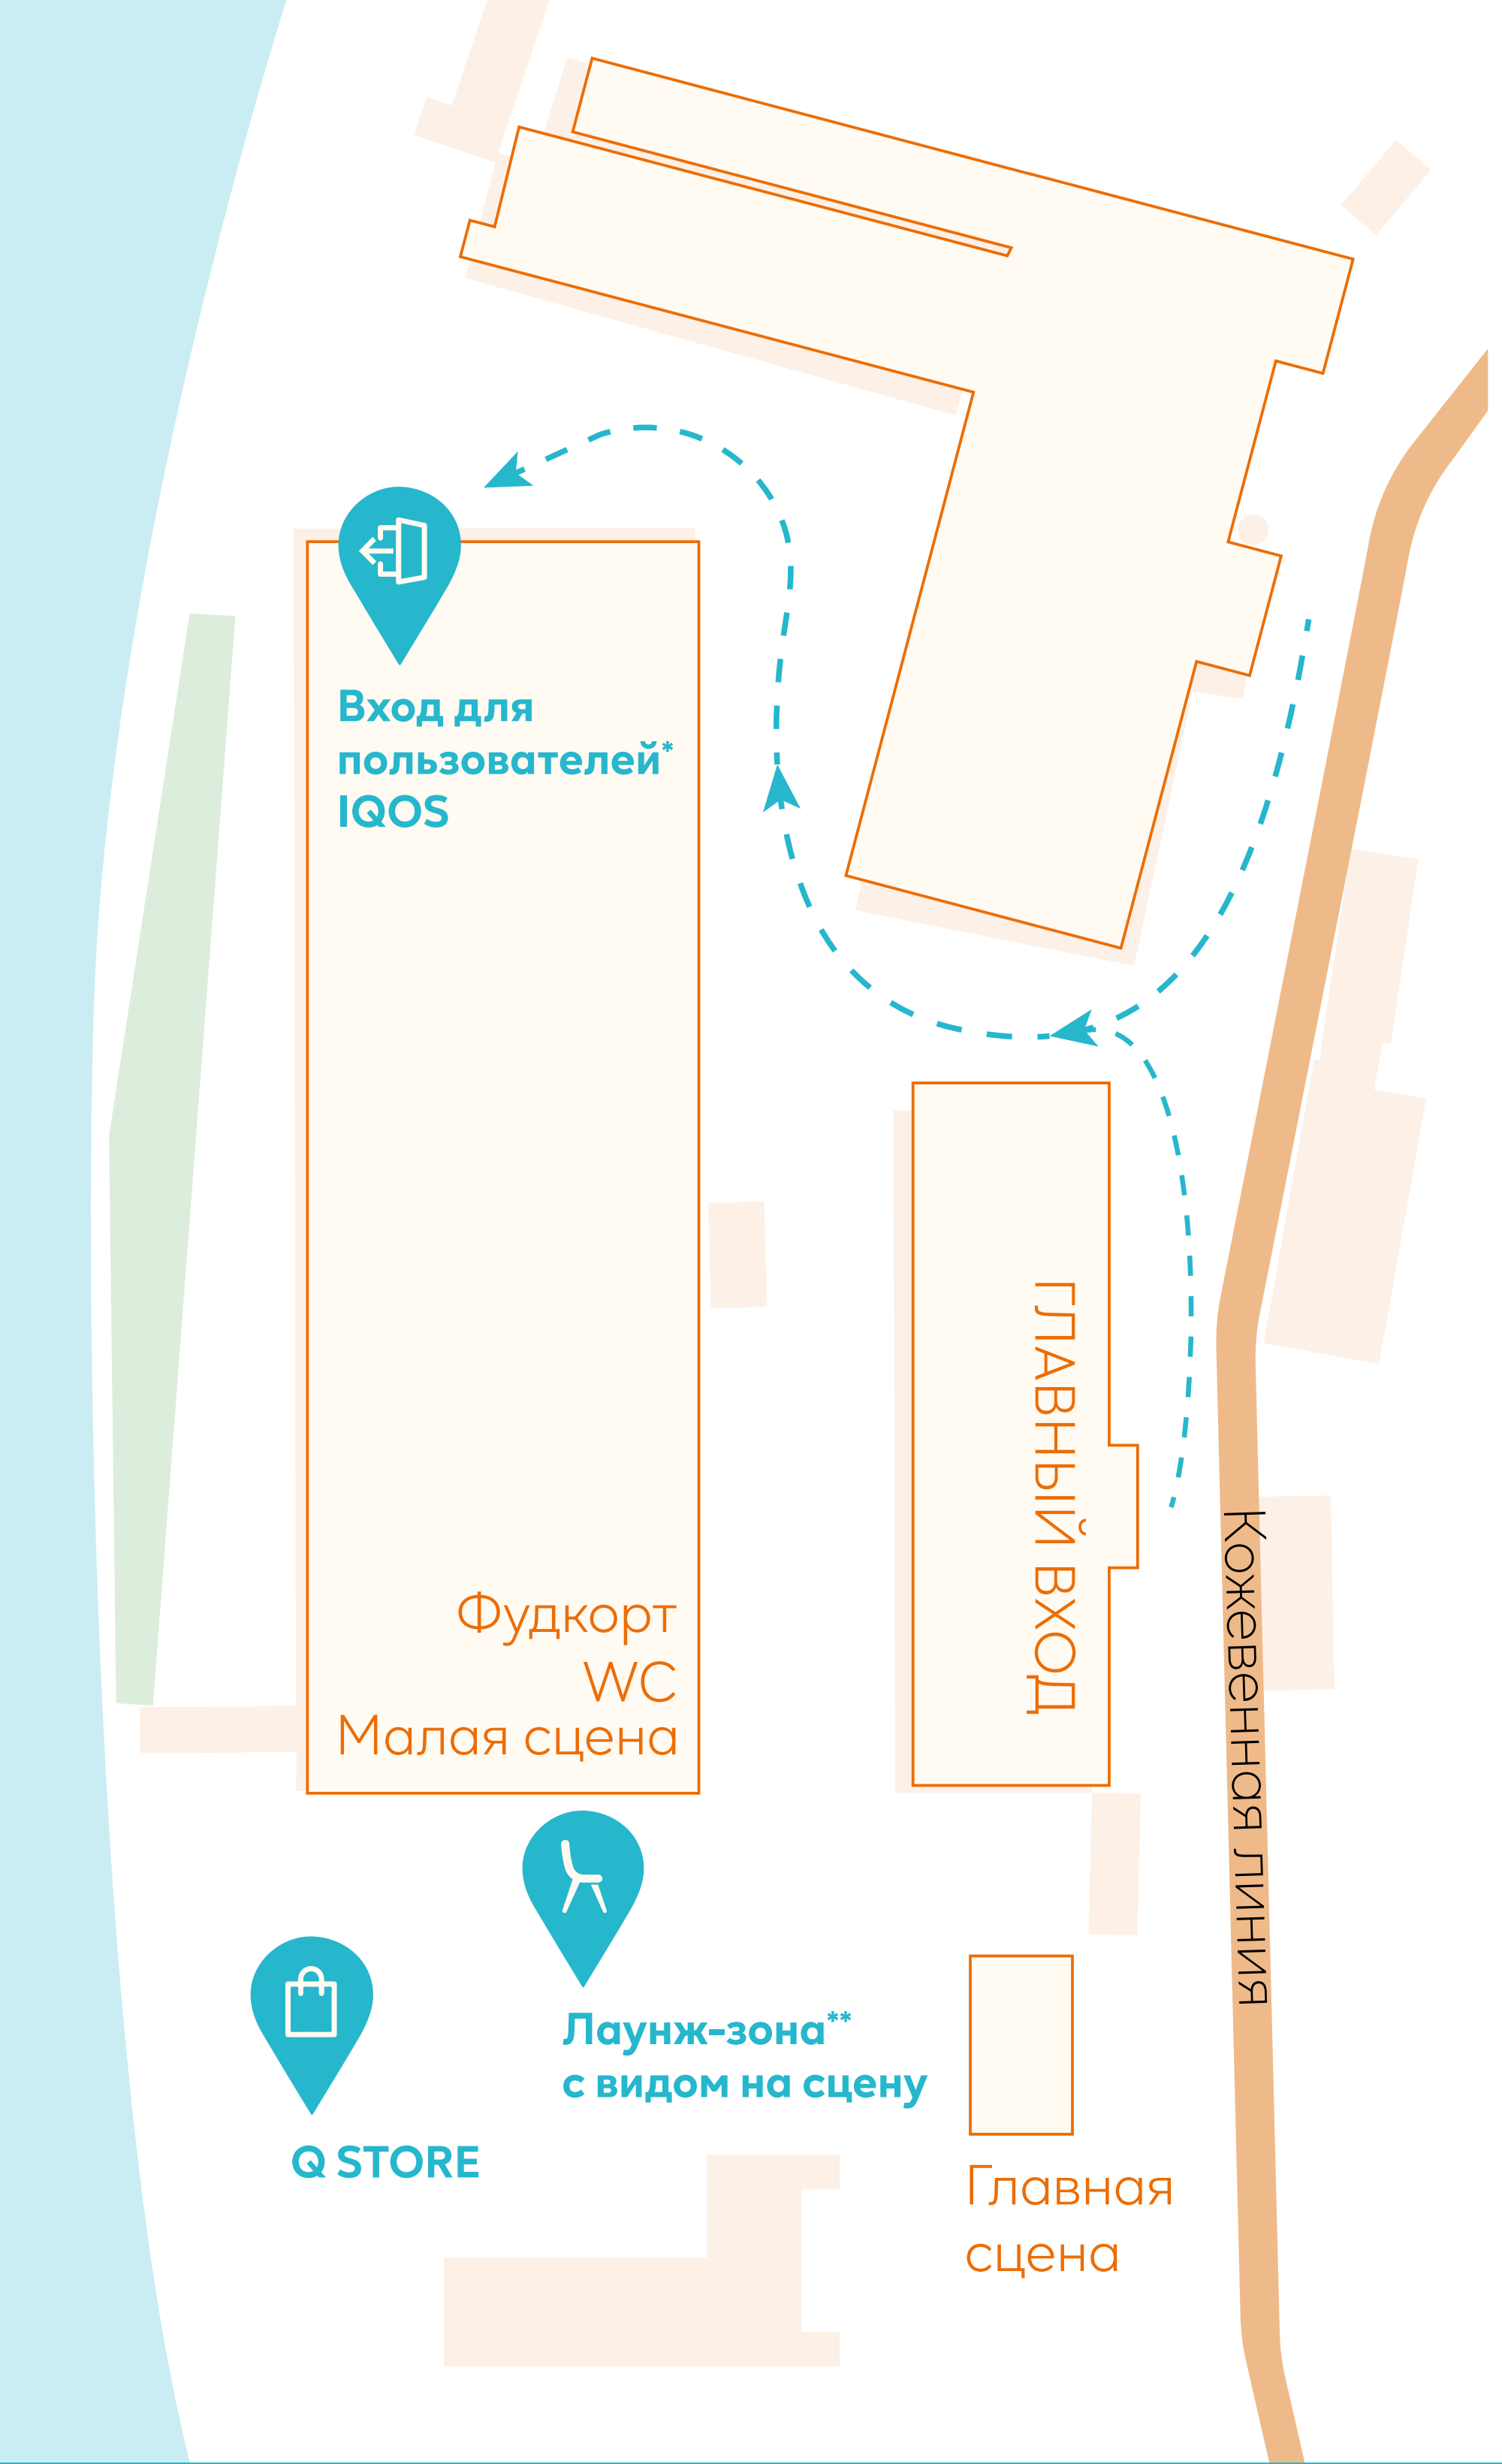 Вход для
пользователей*
IQOS
ГЛАВНЫЙ ВХОД
Кожевенная линия
Фудкорт
WC
Малая сцена
Лаунж-зона**
с видом на сцену
Q STORE
Главная
сцена